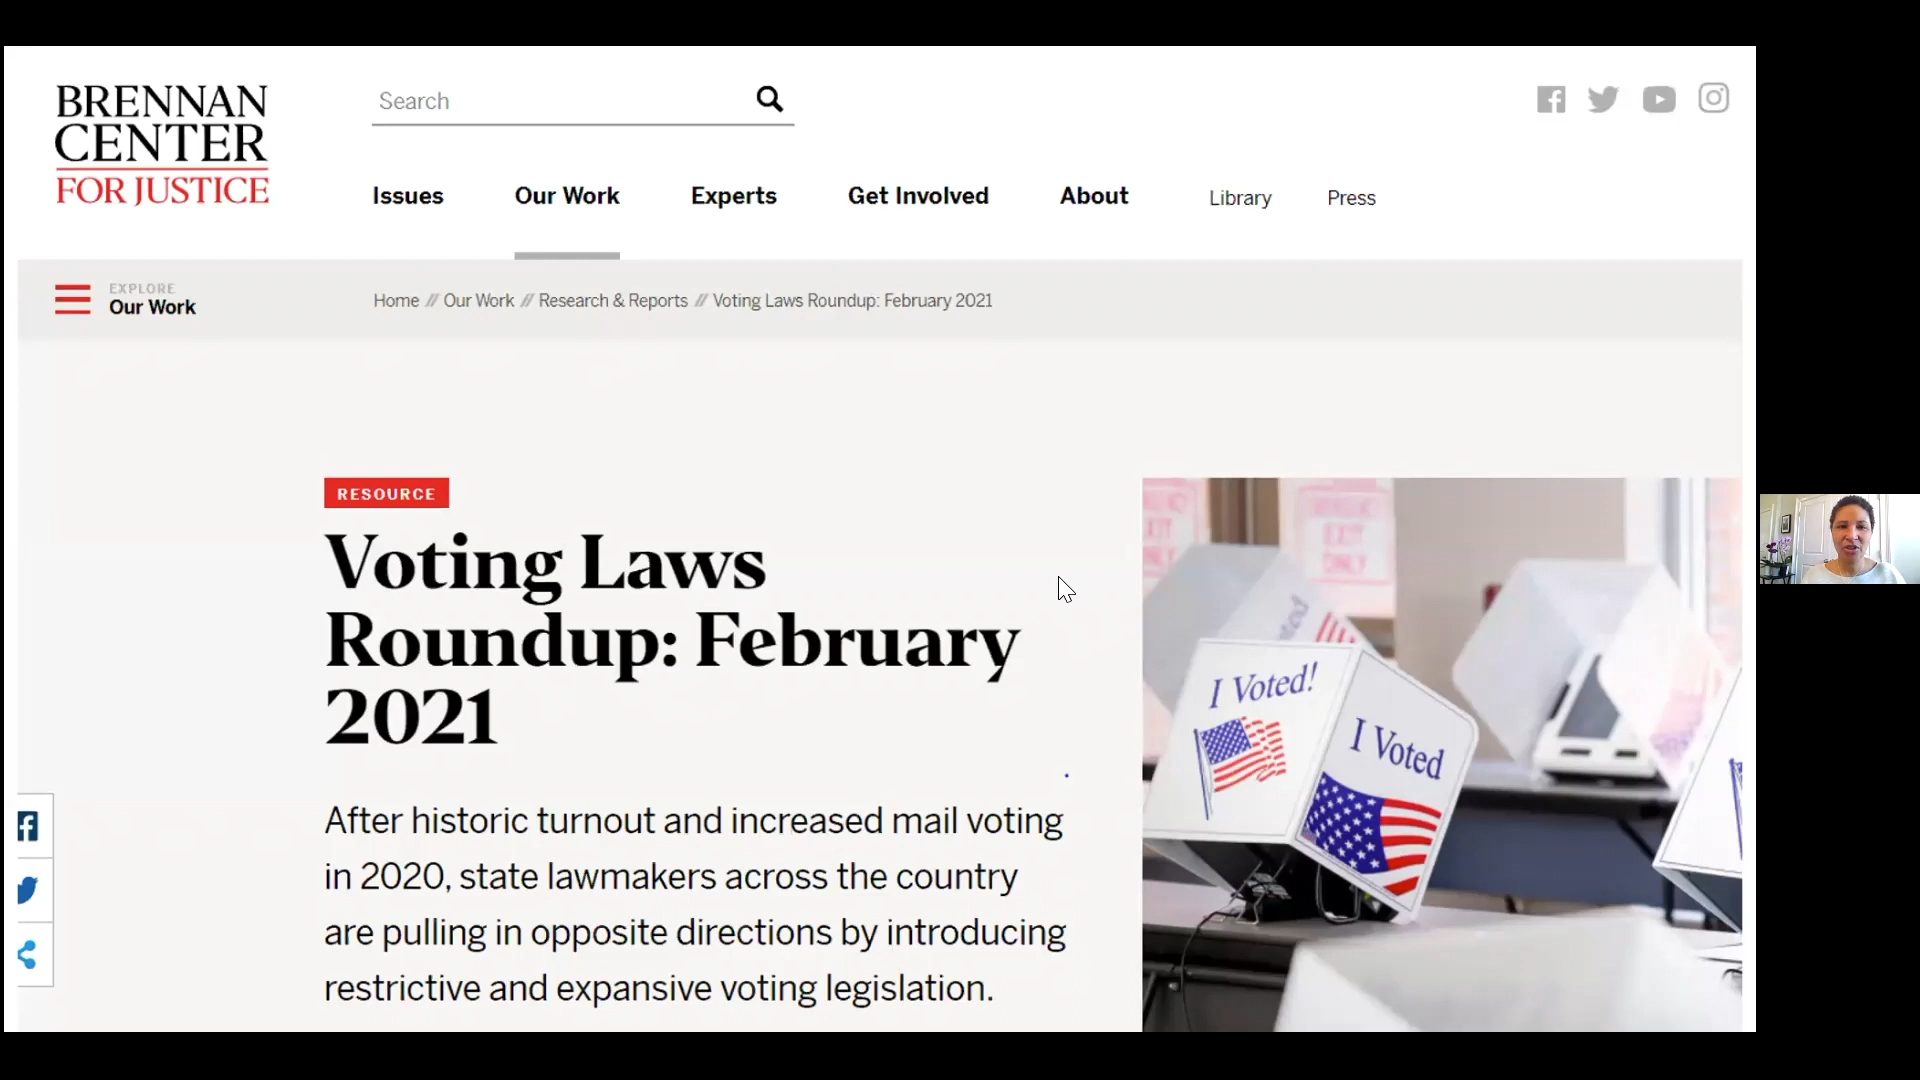 BRENNAN
CENTER
FOR JUSTICE
Search
Issues Our Work Experts Get Involved About Library Press
EXPLORE
Our Work
Home // Our Work // Research & Reports // Voting Laws Roundup: February 2021
RESOURCE
Voting Laws
Roundup: February
2021
After historic turnout and increased mail voting
in 2020, state lawmakers across the country
are pulling in opposite directions by introducing
restrictive and expansive voting legislation.
EXIT
ONLY
I Voted!
I Voted